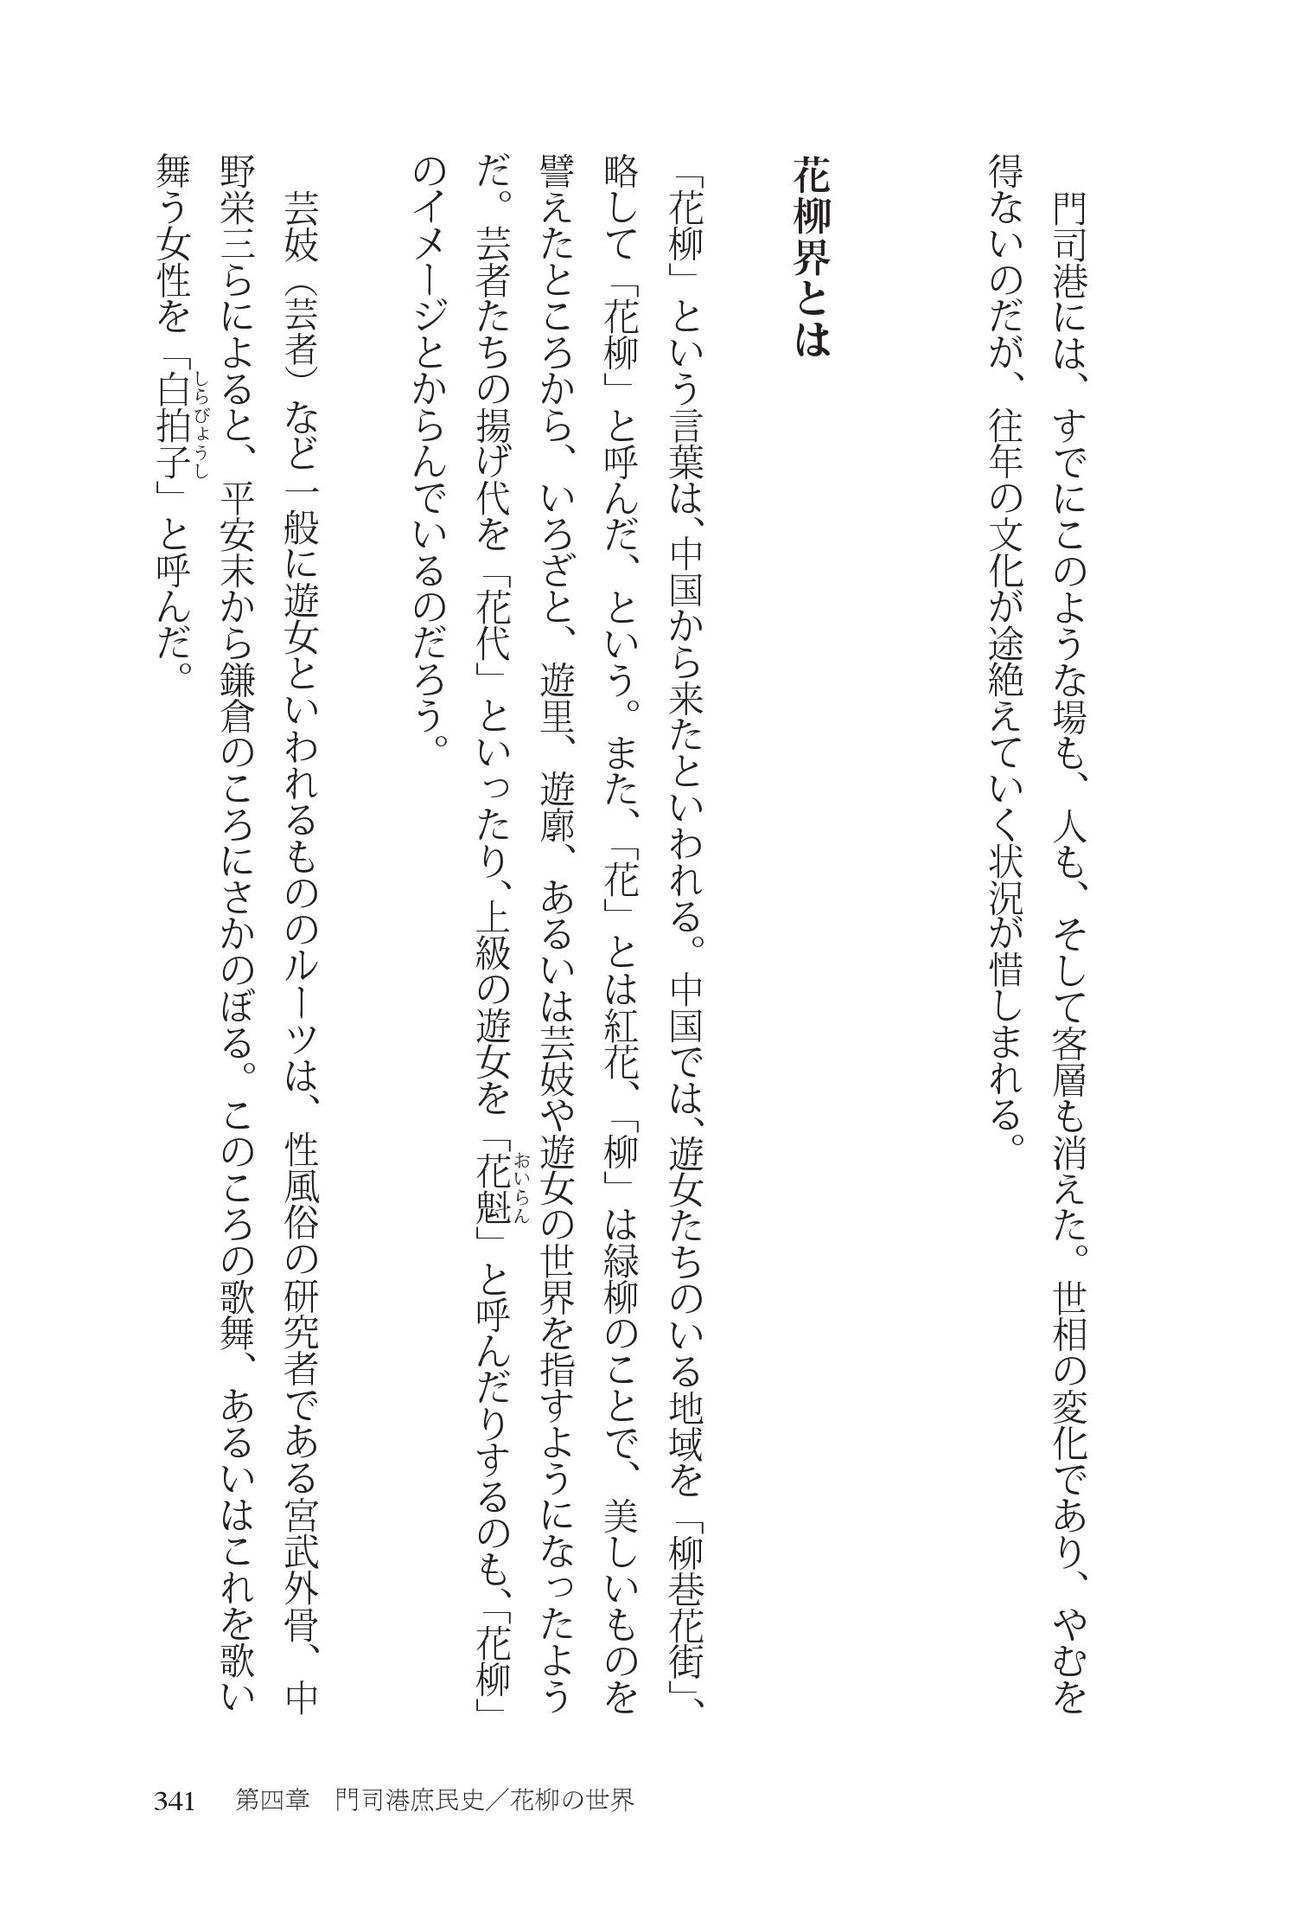 門司港には、すでにこのような場も、人も、そして客層も消えた。世相の変化であり、やむを
得ないのだが、往年の文化が途絶えていく状況が惜しまれる。
花柳界とは
「花柳」という言葉は、中国から来たといわれる。中国では、遊女たちのいる地域を「柳巷花街」、
略して「花柳」と呼んだ、という。また、「花」とは紅花、「柳」は緑柳のことで、美しいものを
譬えたところから、いろざと、遊里、遊廓、あるいは芸妓や遊女の世界を指すようになったよう
だ。芸者たちの揚げ代を「花代」といったり、上級の遊女を「花魁」と呼んだりするのも、「花柳」
おいらん
のイメージとからんでいるのだろう。
芸妓（芸者）など一般に遊女といわれるもののルーツは、性風俗の研究者である宮武外骨、中
野栄三らによると、平安末から鎌倉のころにさかのぼる。このころの歌舞、あるいはこれを歌い
舞う女性を「白拍子」と呼んだ。
しらびょうし
341 第四章　門司港庶民史／花柳の世界